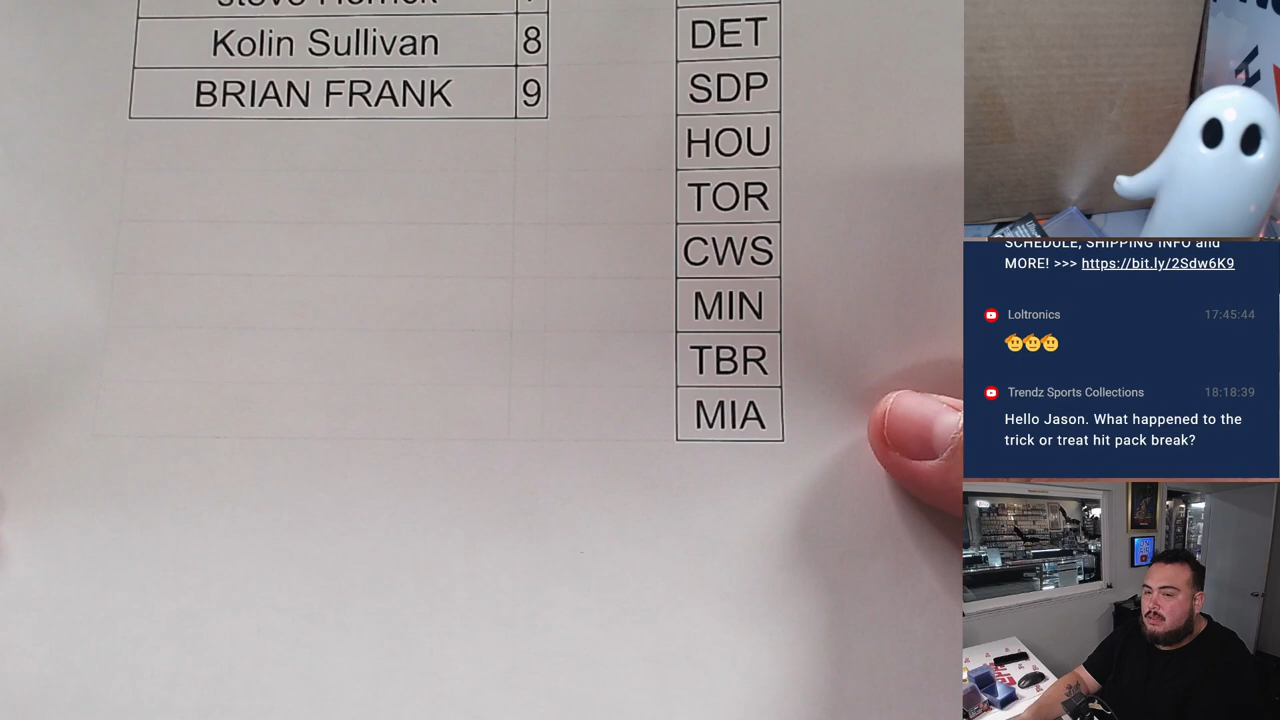 Kolin Sullivan 8
BRIAN FRANK 9
DET
SDP
HOU
TOR
CWS
MIN
TBR
MIA
SCHEDULE, SHIPPING INFO and
MORE! >>> https://bit.ly/2Sdw6K9
Loltronics 17:45:44
Trendz Sports Collections 18:18:39
Hello Jason. What happened to the
trick or treat hit pack break?